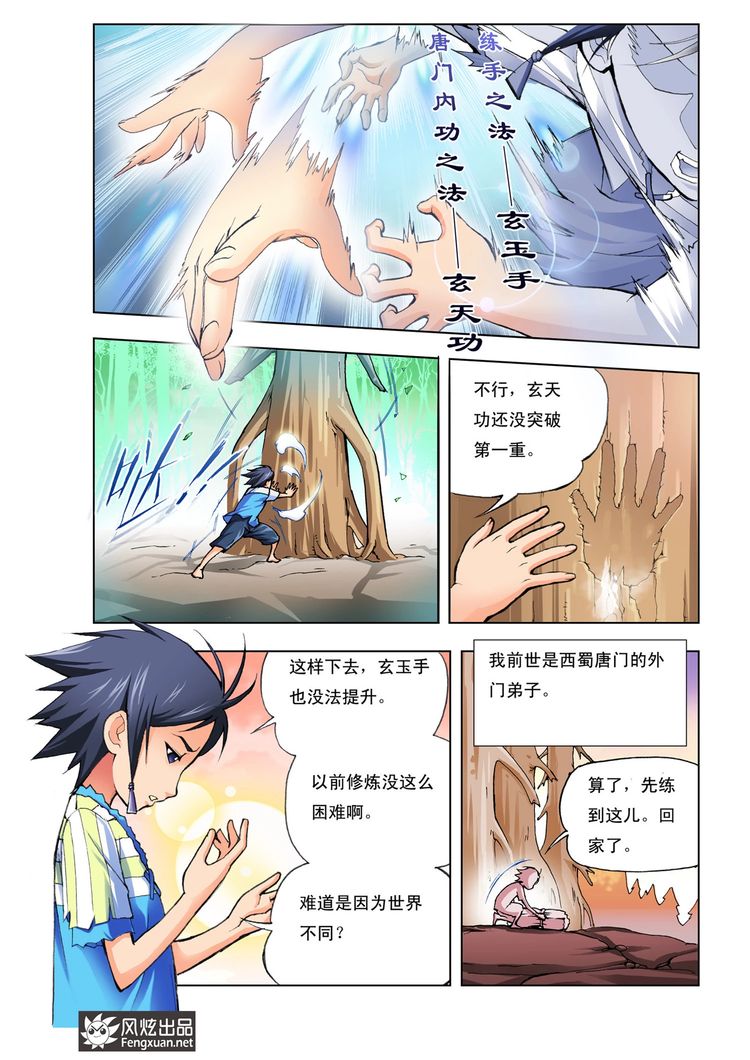 练手之法——玄玉手
唐门内功之法——玄天功
哒!!
不行，玄天
功还没突破
第一重。
这样下去，玄玉手
也没法提升。
以前修炼没这么
困难啊。
难道是因为世界
不同？
我前世是西蜀唐门的外
门弟子。
算了，先练
到这儿。回
家了。
风炫出品
Fengxuan.net